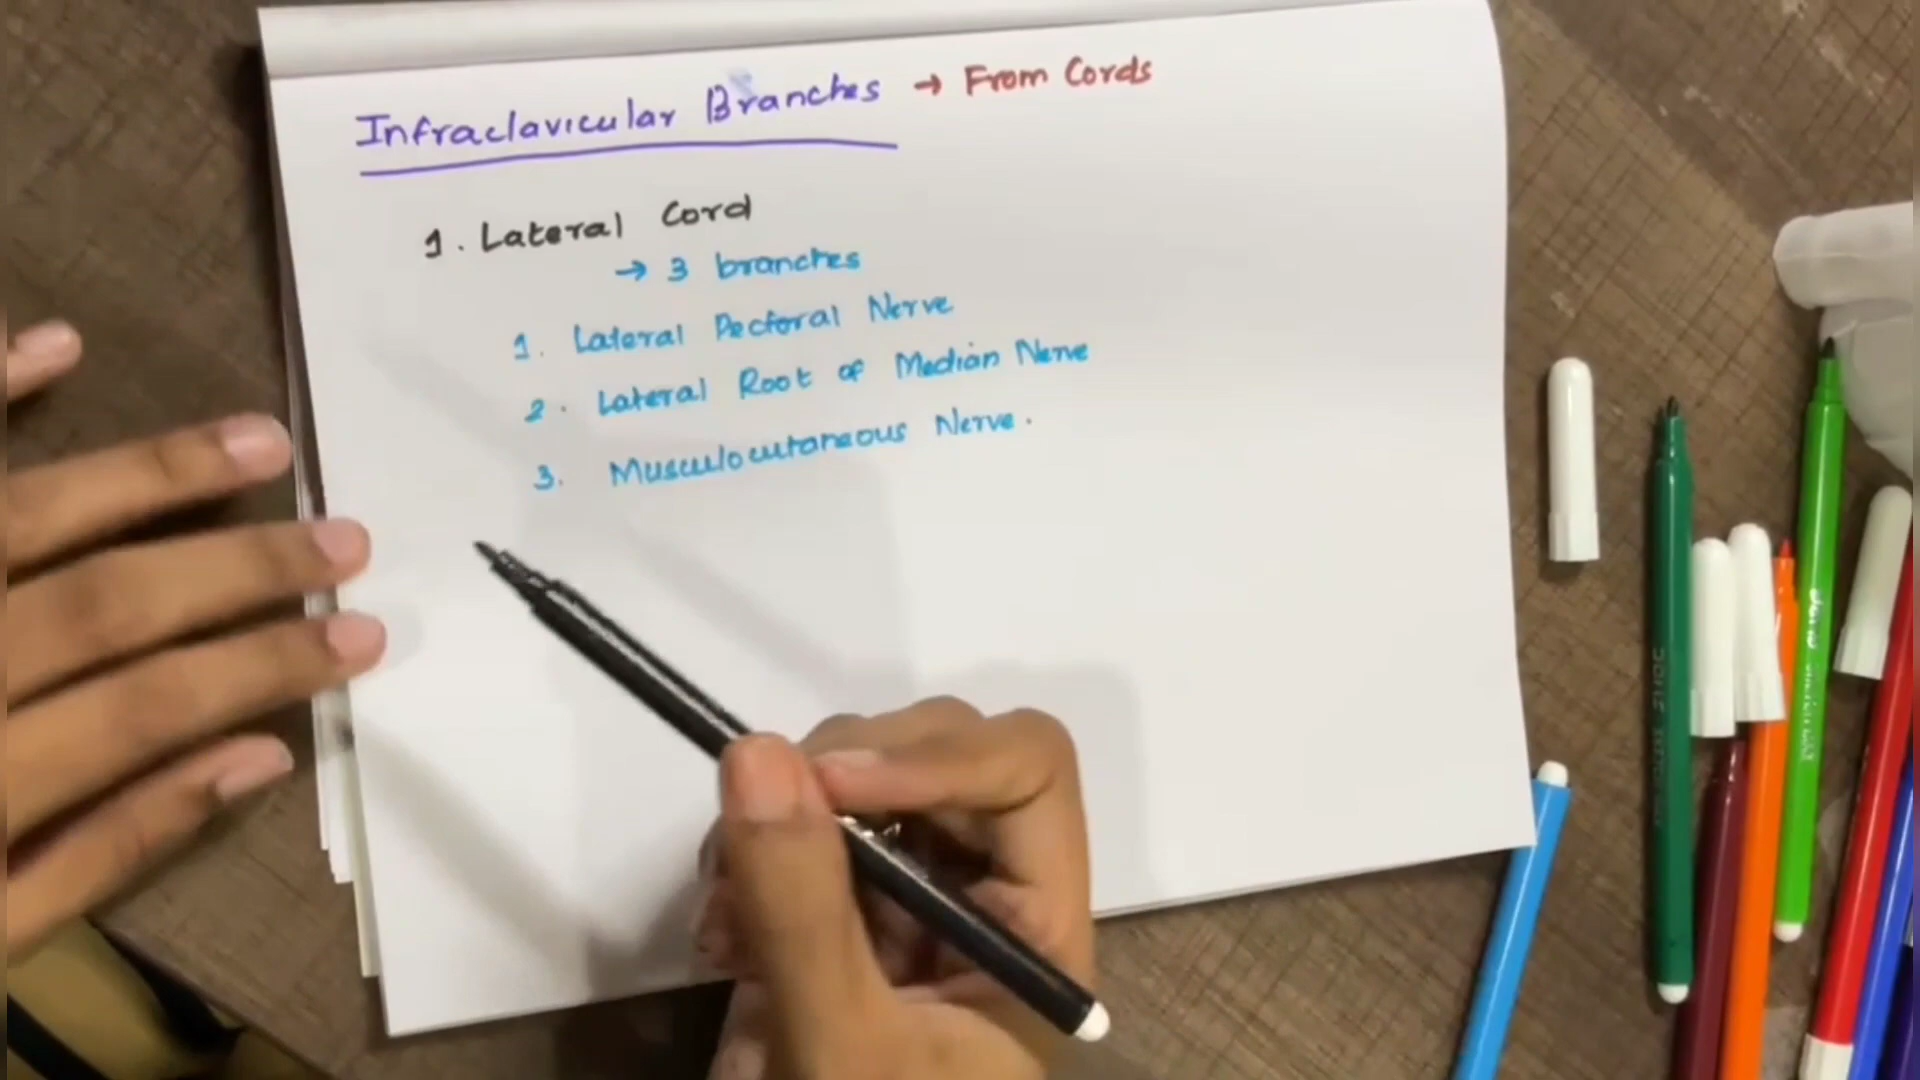 Infraclavicular Branches → From Cords
1. Lateral Cord
→ 3 branches
1. Lateral Pectoral Nerve
2. Lateral Root of Median Nerve
3. Musculocutaneous Nerve.